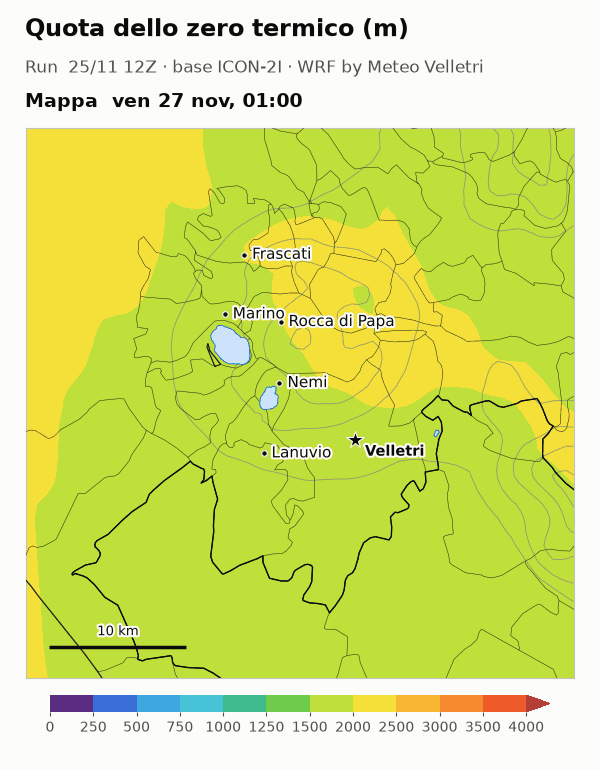 Quota dello zero termico (m)
Run  25/11 12Z · base ICON-2I · WRF by Meteo Velletri
Mappa  ven 27 nov, 01:00
Frascati
Marino
Rocca di Papa
Nemi
Velletri
Lanuvio
10 km
0 250 500 750 1000 1250 1500 2000 2500 3000 3500 4000